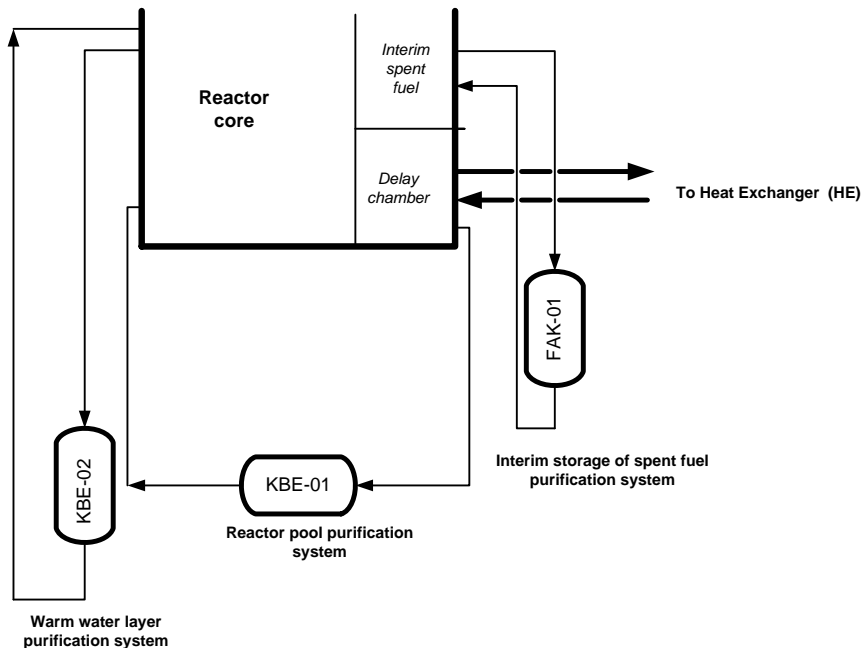 Interim
spent
fuel
Reactor
core
Delay
chamber
To Heat Exchanger (HE)
FAK-01
Interim storage of spent fuel
purification system
KBE-02
KBE-01
Reactor pool purification
system
Warm water layer
purification system